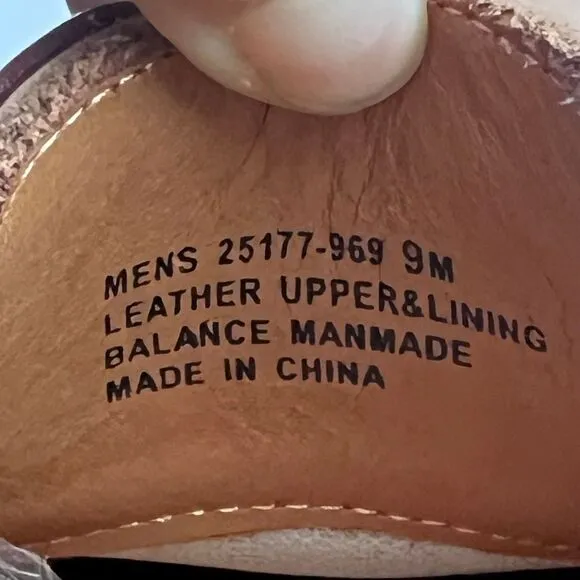 MENS 25177-969 9M
LEATHER UPPER&LINING
BALANCE MANMADE
MADE IN CHINA